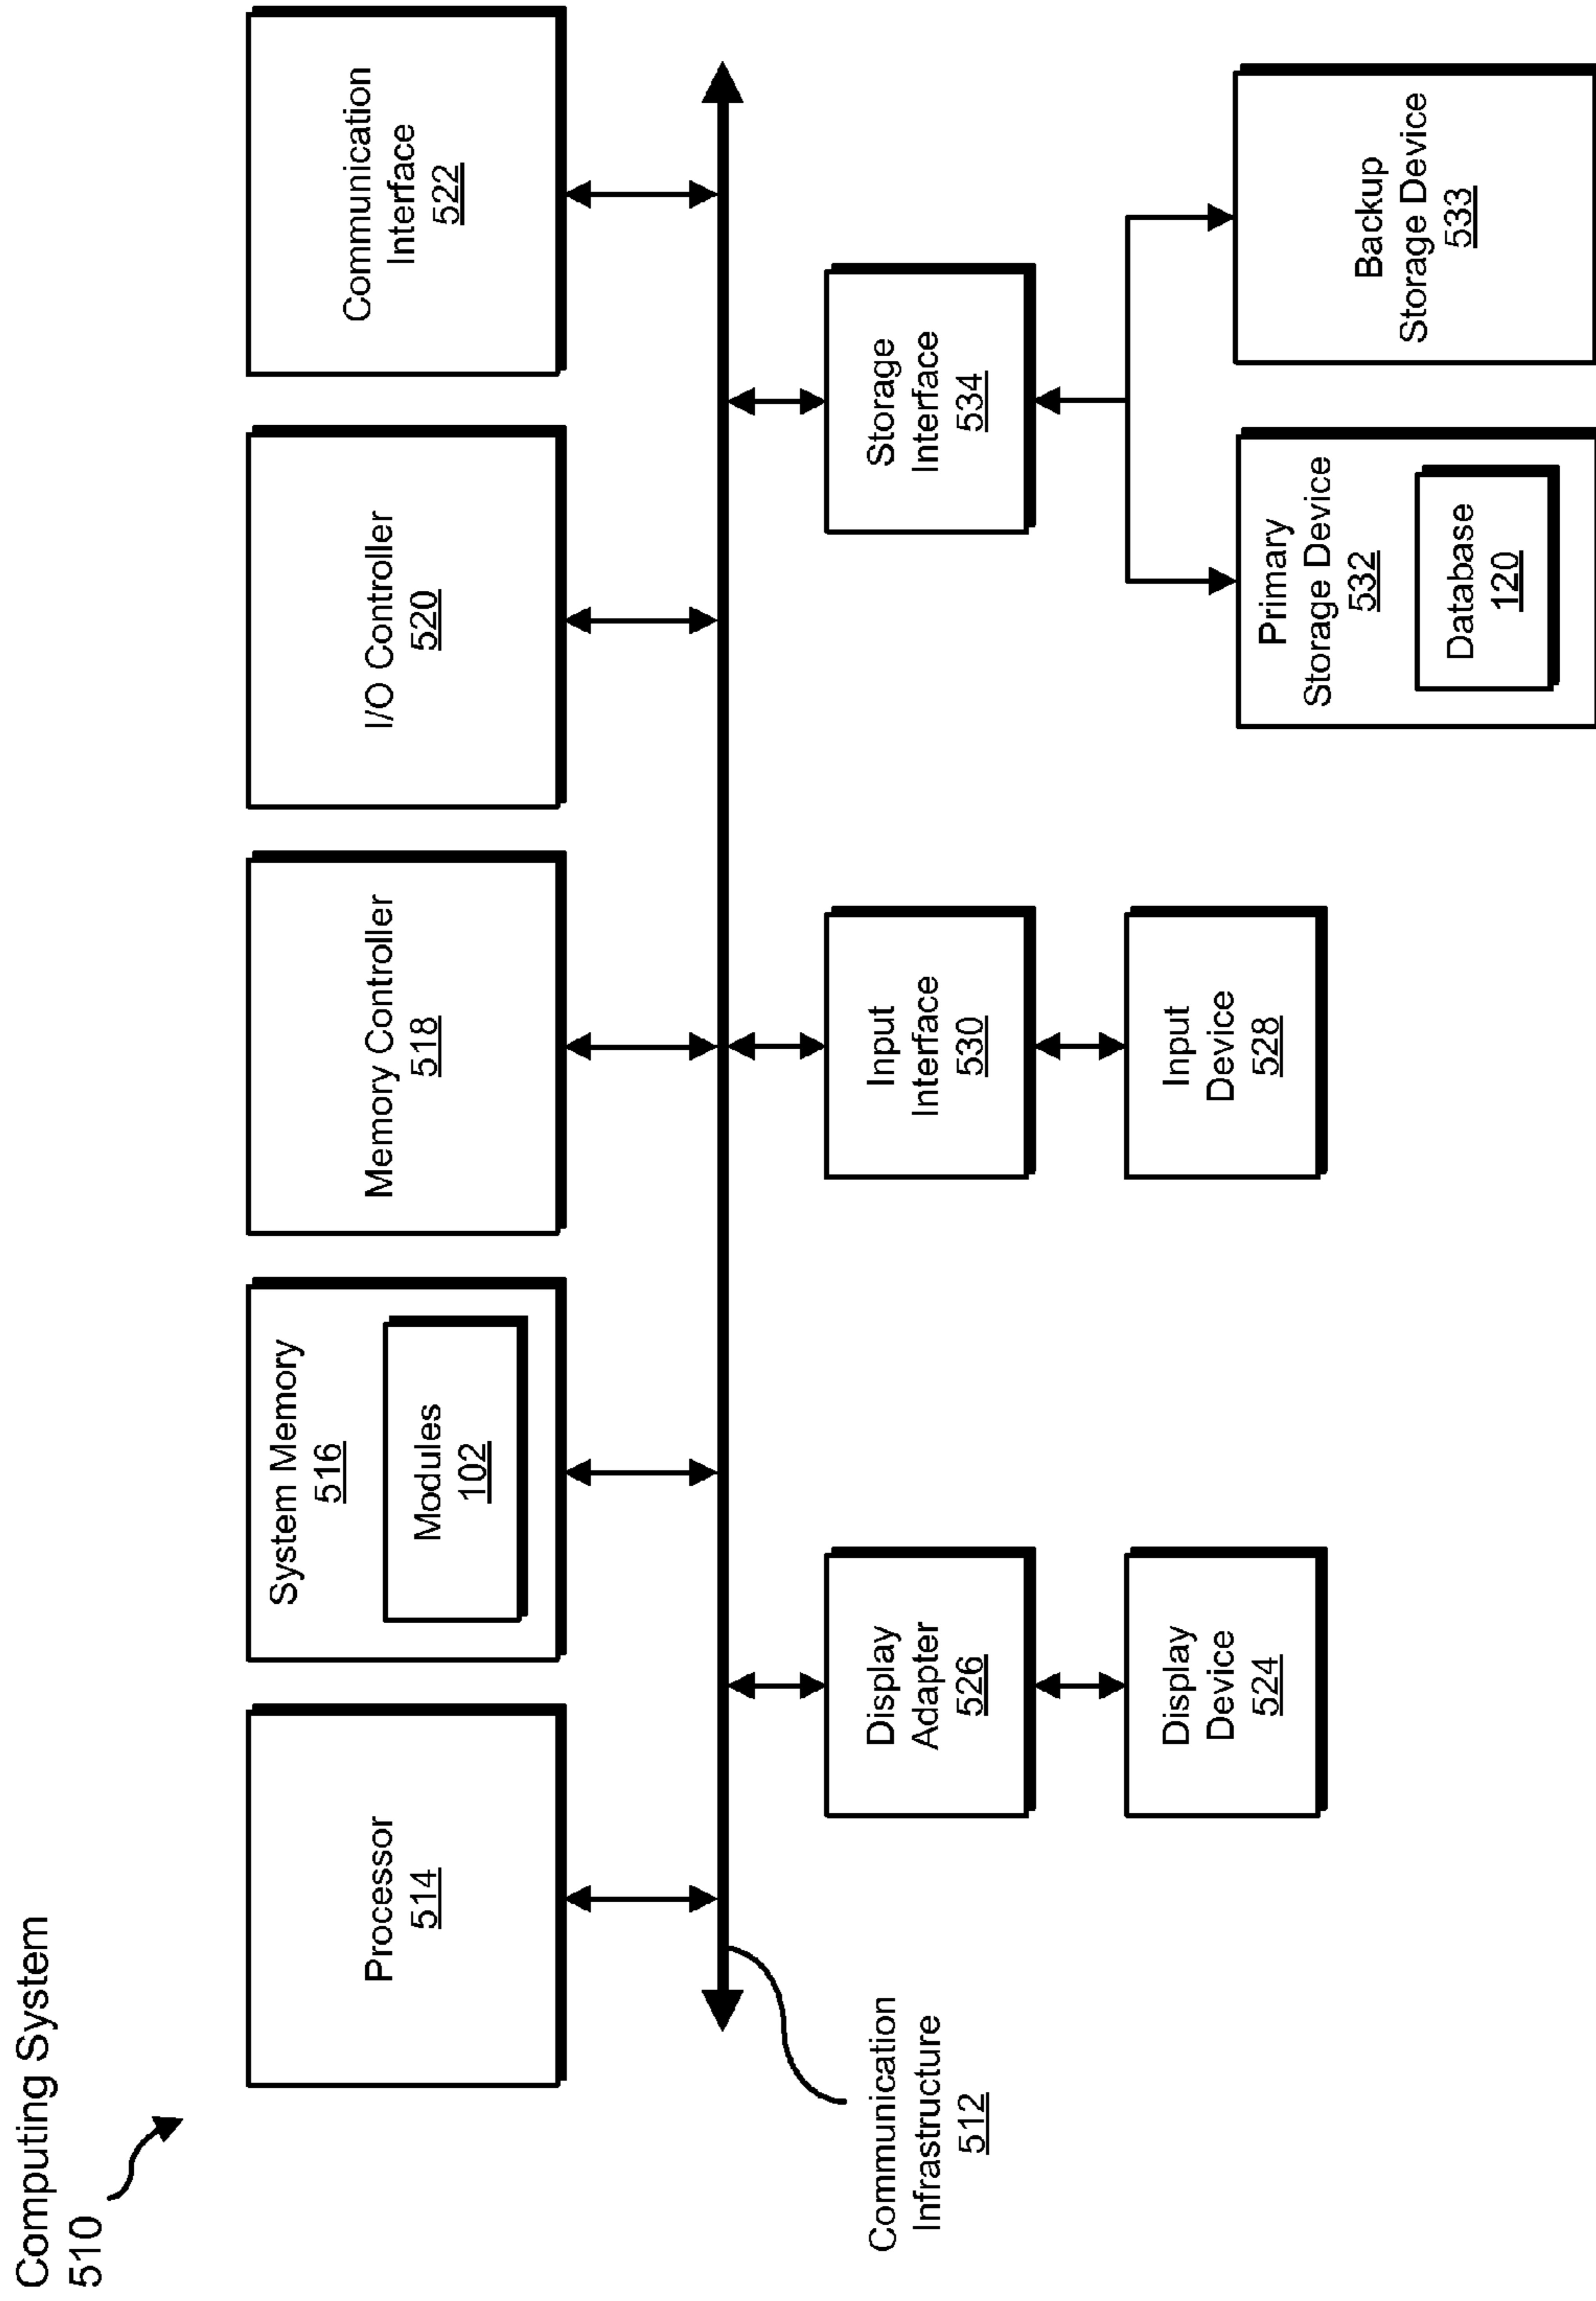 Computing System
510
Processor
514
System Memory
516
Modules
102
Memory Controller
518
I/O Controller
520
Communication
Interface
522
Communication
Infrastructure
512
Display
Adapter
526
Input
Interface
530
Storage
Interface
534
Display
Device
524
Input
Device
528
Primary
Storage Device
532
Database
120
Backup
Storage Device
533